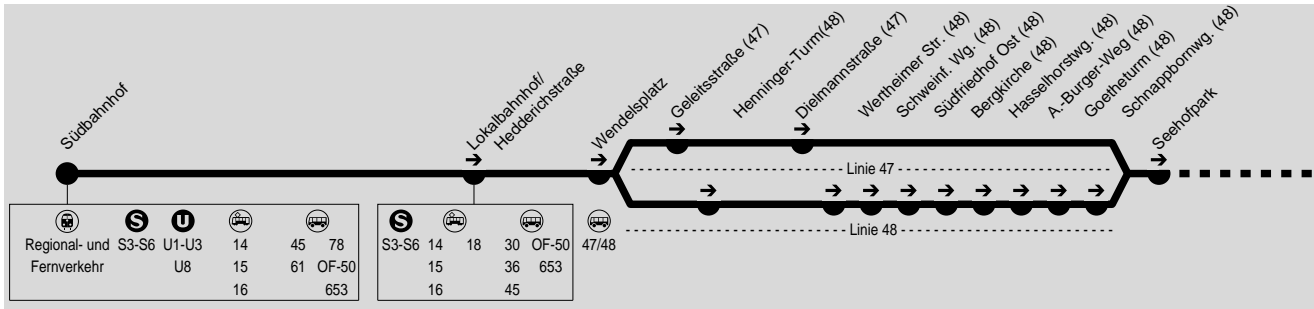 Südbahnhof
Lokalbahnhof/
Hedderichstraße
Wendelsplatz
Geleitsstraße (47)
Henninger-Turm(48)
Dielmannstraße (47)
Wertheimer Str. (48)
Schweinf. Wg. (48)
Südfriedhof Ost (48)
Bergkirche (48)
Hasselhorstwg. (48)
A.-Burger-Weg (48)
Goetheturm (48)
Schnappbornwg. (48)
Seehofpark
Linie 47
Linie 48
S U
Regional- und S3-S6 U1-U3 14 45 78
Fernverkehr U8 15 61 OF-50
16 653
S
S3-S6 14 18 30 OF-50
15 36 653
16 45
47/48